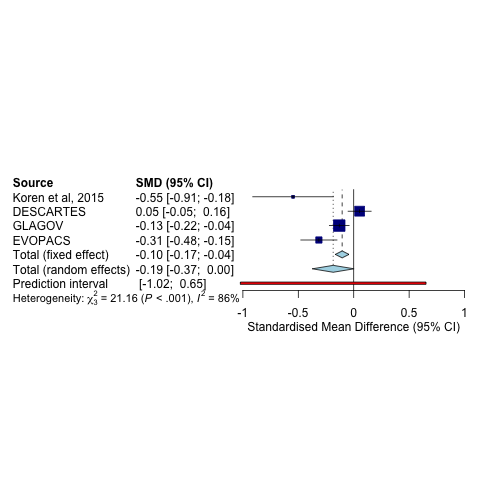 Source SMD (95% CI)
Koren et al, 2015 -0.55 [-0.91; -0.18]
DESCARTES 0.05 [-0.05; 0.16]
GLAGOV -0.13 [-0.22; -0.04]
EVOPACS -0.31 [-0.48; -0.15]
Total (fixed effect) -0.10 [-0.17; -0.04]
Total (random effects) -0.19 [-0.37; 0.00]
Prediction interval [-1.02; 0.65]
Heterogeneity: χ²₃ = 21.16 (P < .001), I² = 86%
-1 -0.5 0 0.5 1
Standardised Mean Difference (95% CI)